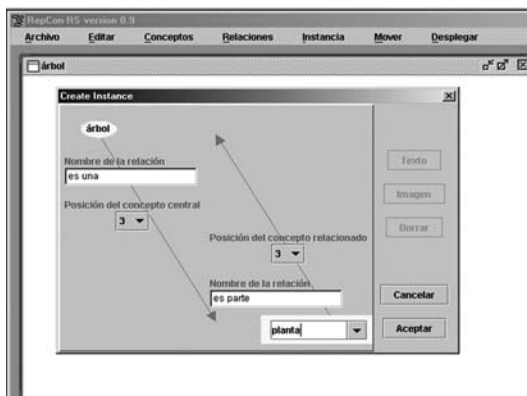 RepCon-RS version 0.9
Archivo Editar Conceptos Relaciones Instancia Mover Desplegar
árbol
Create Instance
árbol
Nombre de la relación
es una
Posición del concepto central
3
Posición del concepto relacionado
3
Nombre de la relación
es parte
planta
Texto
Imagen
Borrar
Cancelar
Aceptar